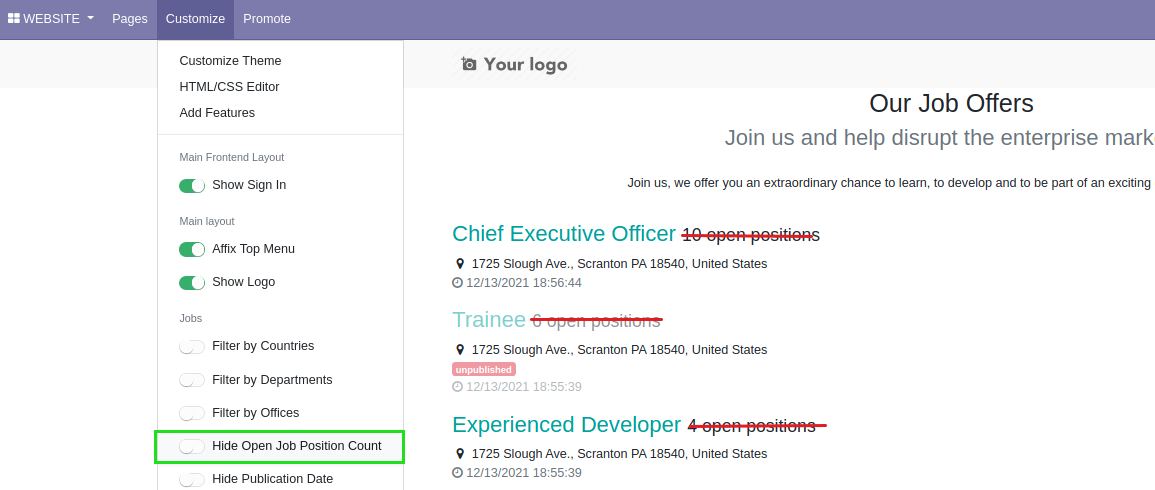 WEBSITE Pages Customize Promote
Customize Theme
HTML/CSS Editor
Add Features
Main Frontend Layout
Show Sign In
Main layout
Affix Top Menu
Show Logo
Jobs
Filter by Countries
Filter by Departments
Filter by Offices
Hide Open Job Position Count
Hide Publication Date
Your logo
Our Job Offers
Join us and help disrupt the enterprise mark
Join us, we offer you an extraordinary chance to learn, to develop and to be part of an exciting
Chief Executive Officer 10 open positions
1725 Slough Ave., Scranton PA 18540, United States
12/13/2021 18:56:44
Trainee 6 open positions
1725 Slough Ave., Scranton PA 18540, United States
unpublished
12/13/2021 18:55:39
Experienced Developer 4 open positions
1725 Slough Ave., Scranton PA 18540, United States
12/13/2021 18:55:39